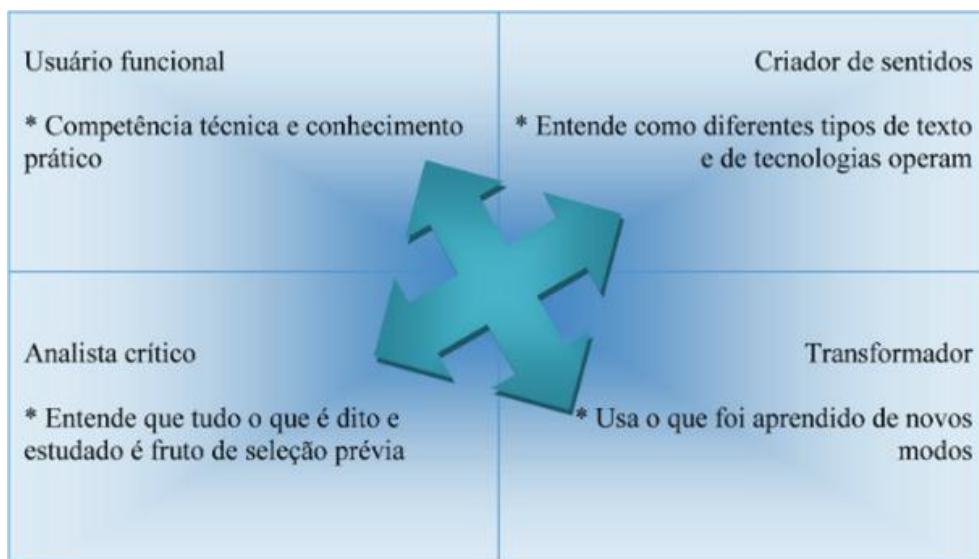 Usuário funcional
* Competência técnica e conhecimento
prático
Criador de sentidos
* Entende como diferentes tipos de texto
e de tecnologias operam
Analista crítico
* Entende que tudo o que é dito e
estudado é fruto de seleção prévia
Transformador
* Usa o que foi aprendido de novos
modos